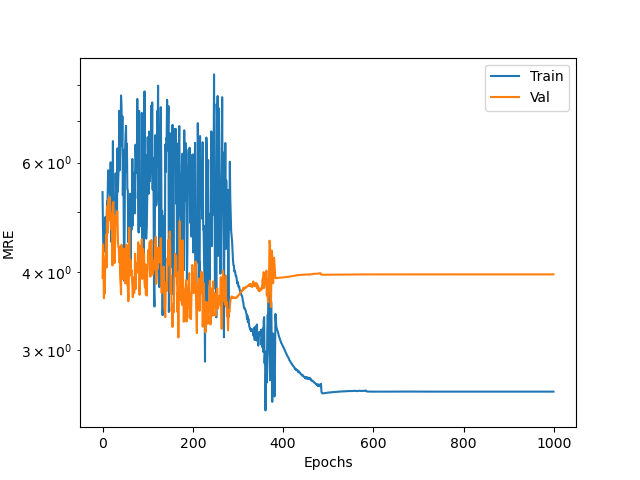 Train
Val
6 × 10⁰
4 × 10⁰
3 × 10⁰
MRE
0 200 400 600 800 1000
Epochs